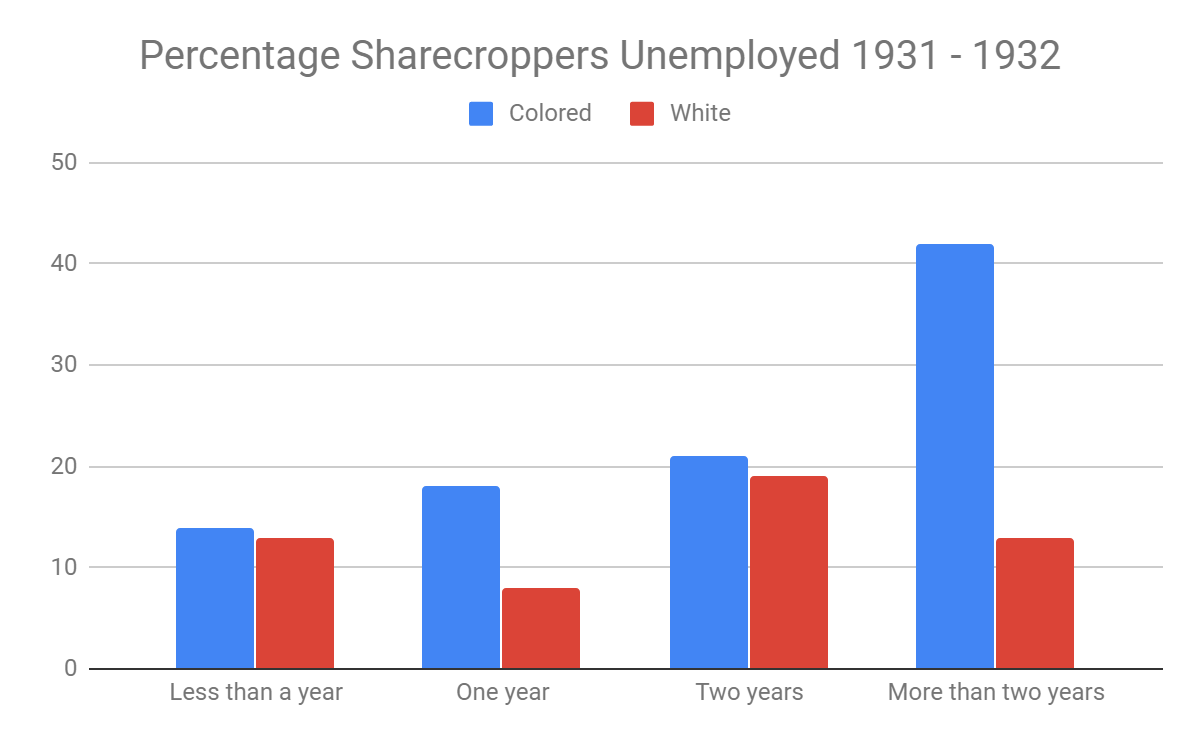 Percentage Sharecroppers Unemployed 1931 - 1932
Colored White
50
40
30
20
10
0
Less than a year One year Two years More than two years